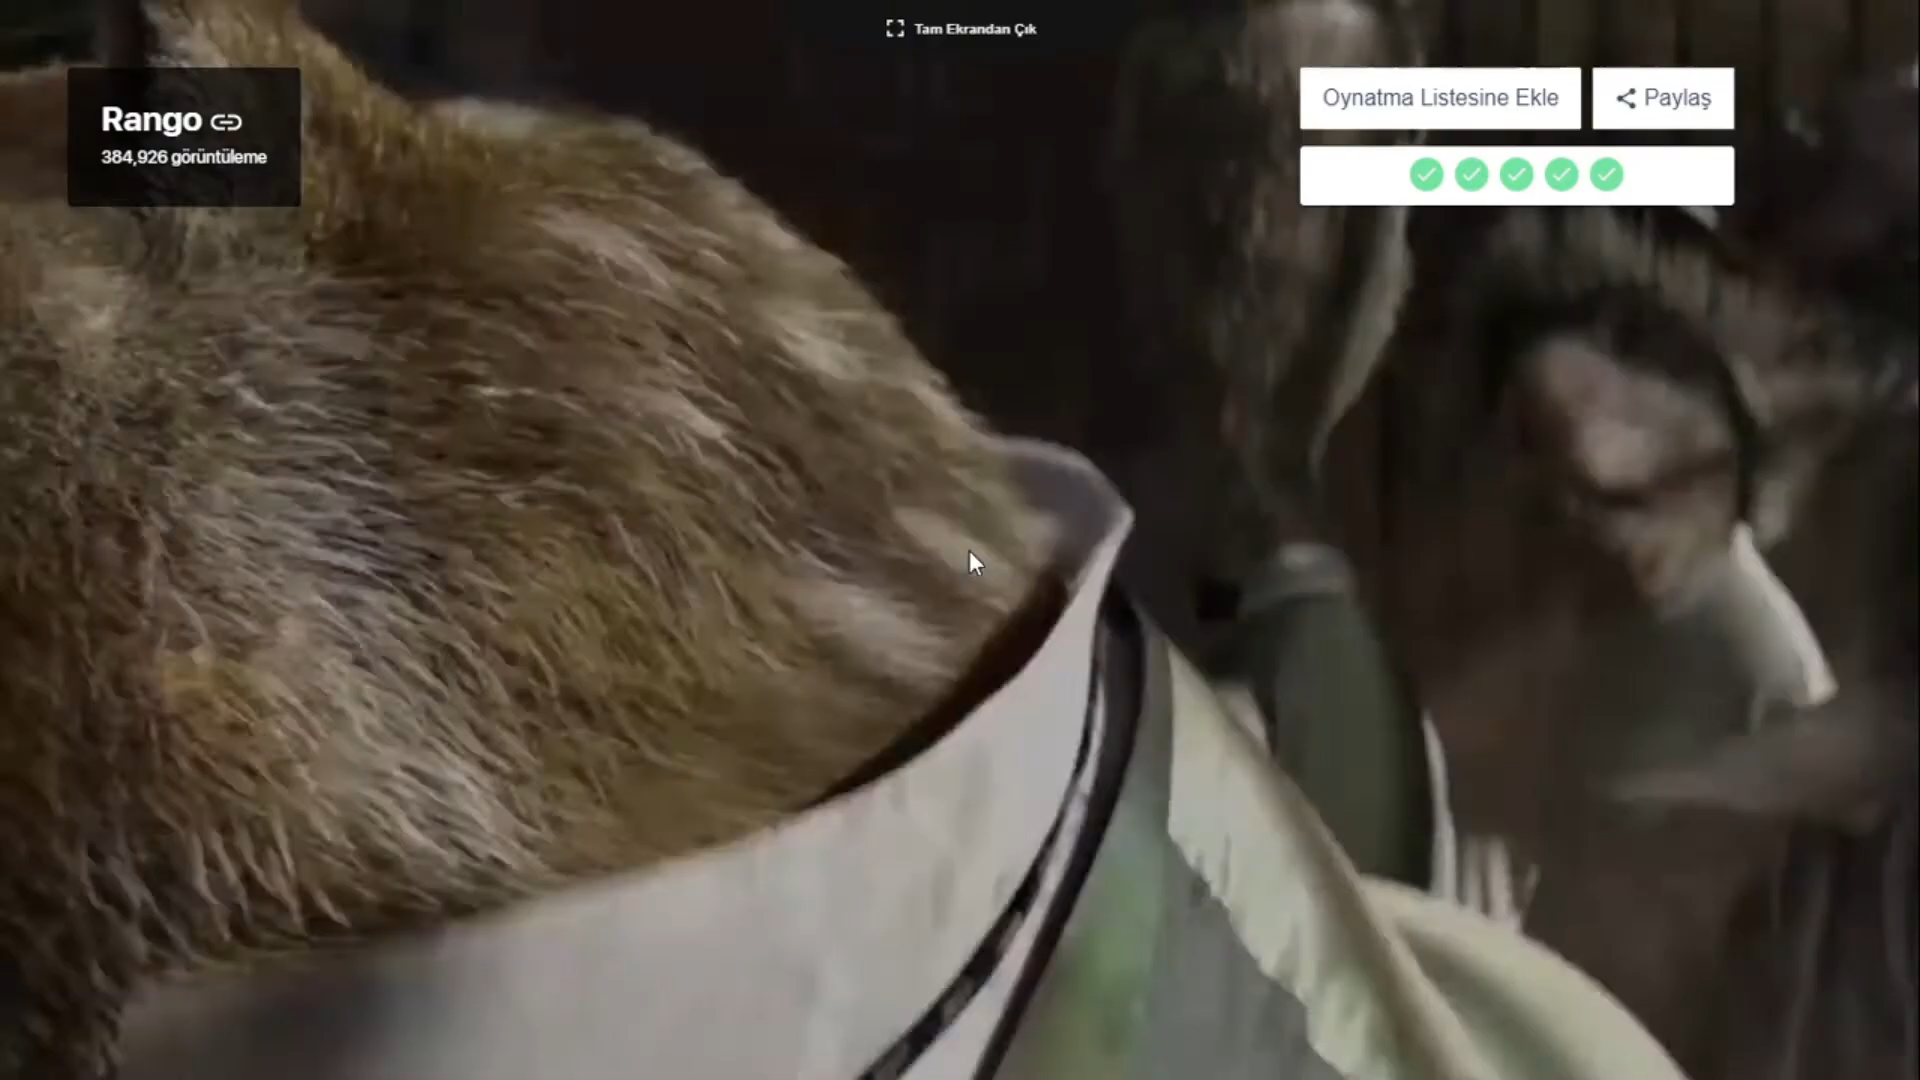 Tam Ekrandan Çık
Rango
384,926 görüntüleme
Oynatma Listesine Ekle
Paylaş